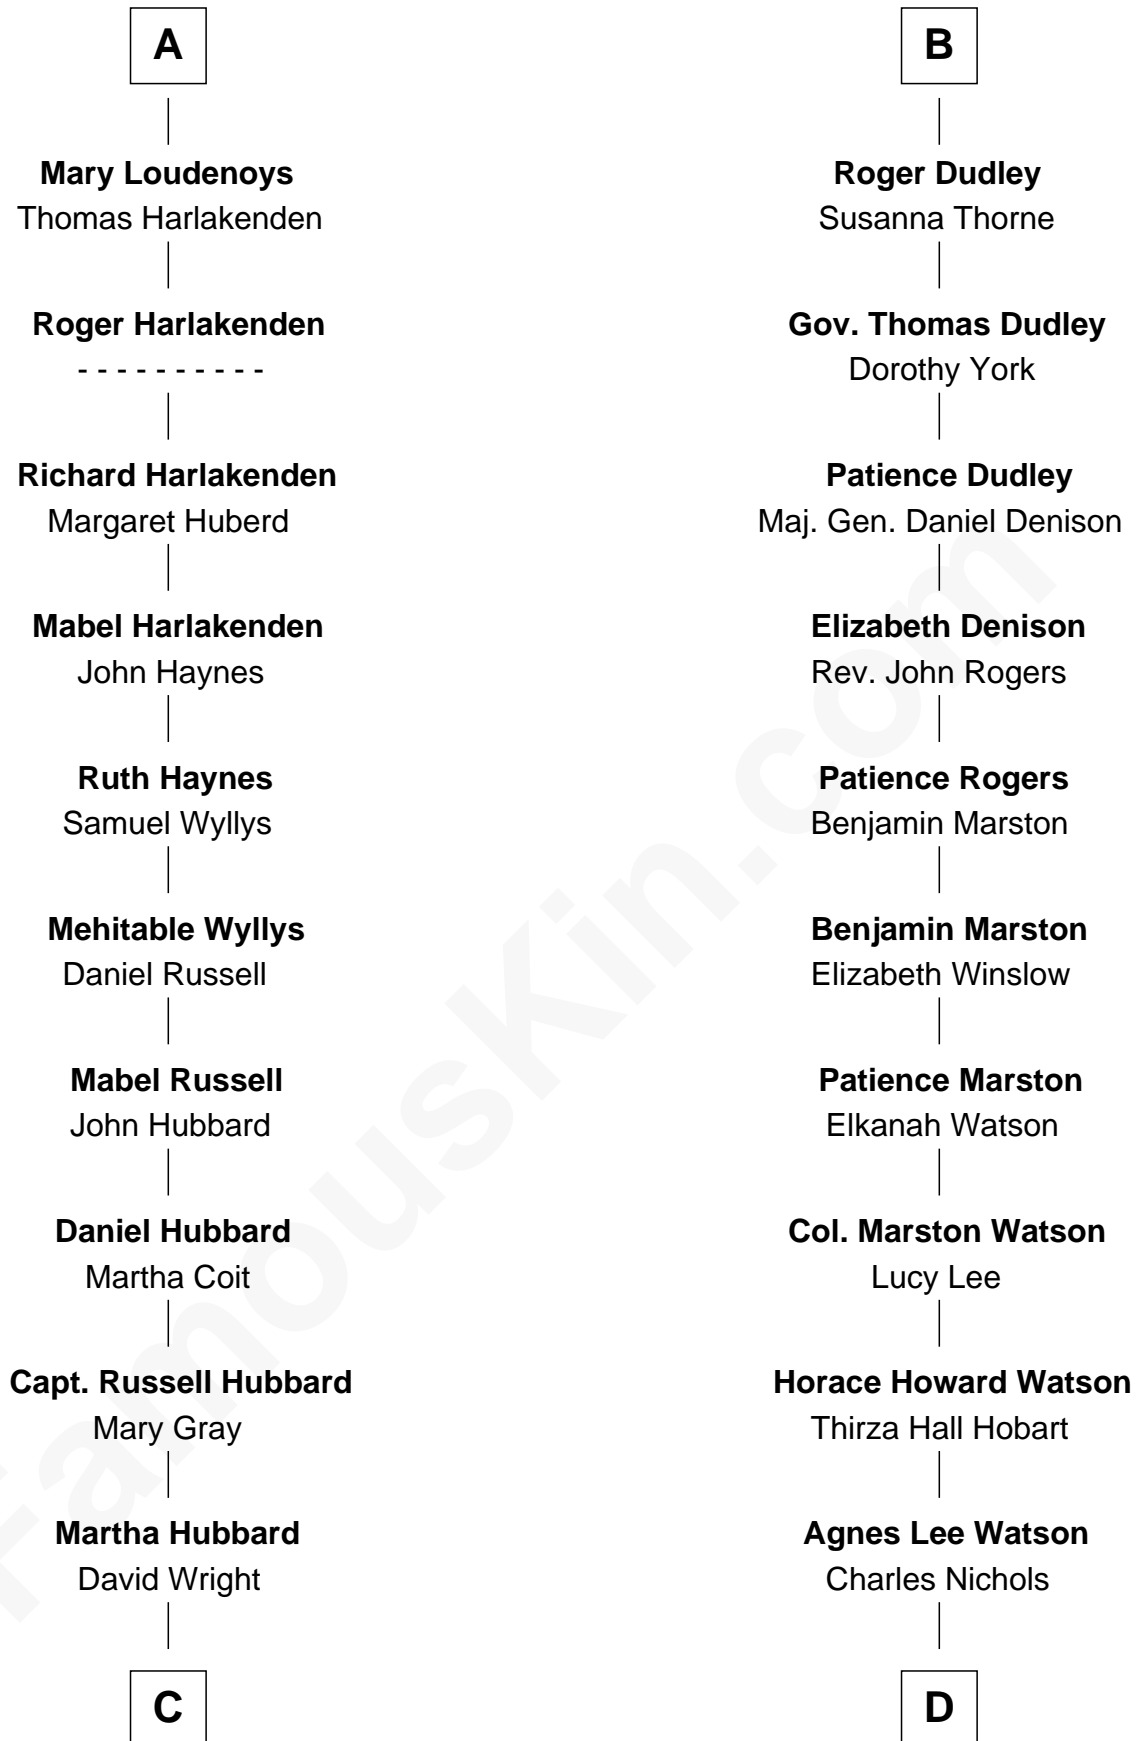 A
Mary Loudenoys
Thomas Harlakenden
Roger Harlakenden
- - - - - - - - - -
Richard Harlakenden
Margaret Huberd
Mabel Harlakenden
John Haynes
Ruth Haynes
Samuel Wyllys
Mehitable Wyllys
Daniel Russell
Mabel Russell
John Hubbard
Daniel Hubbard
Martha Coit
Capt. Russell Hubbard
Mary Gray
Martha Hubbard
David Wright
C
B
Roger Dudley
Susanna Thorne
Gov. Thomas Dudley
Dorothy York
Patience Dudley
Maj. Gen. Daniel Denison
Elizabeth Denison
Rev. John Rogers
Patience Rogers
Benjamin Marston
Benjamin Marston
Elizabeth Winslow
Patience Marston
Elkanah Watson
Col. Marston Watson
Lucy Lee
Horace Howard Watson
Thirza Hall Hobart
Agnes Lee Watson
Charles Nichols
D
FamousKin.com